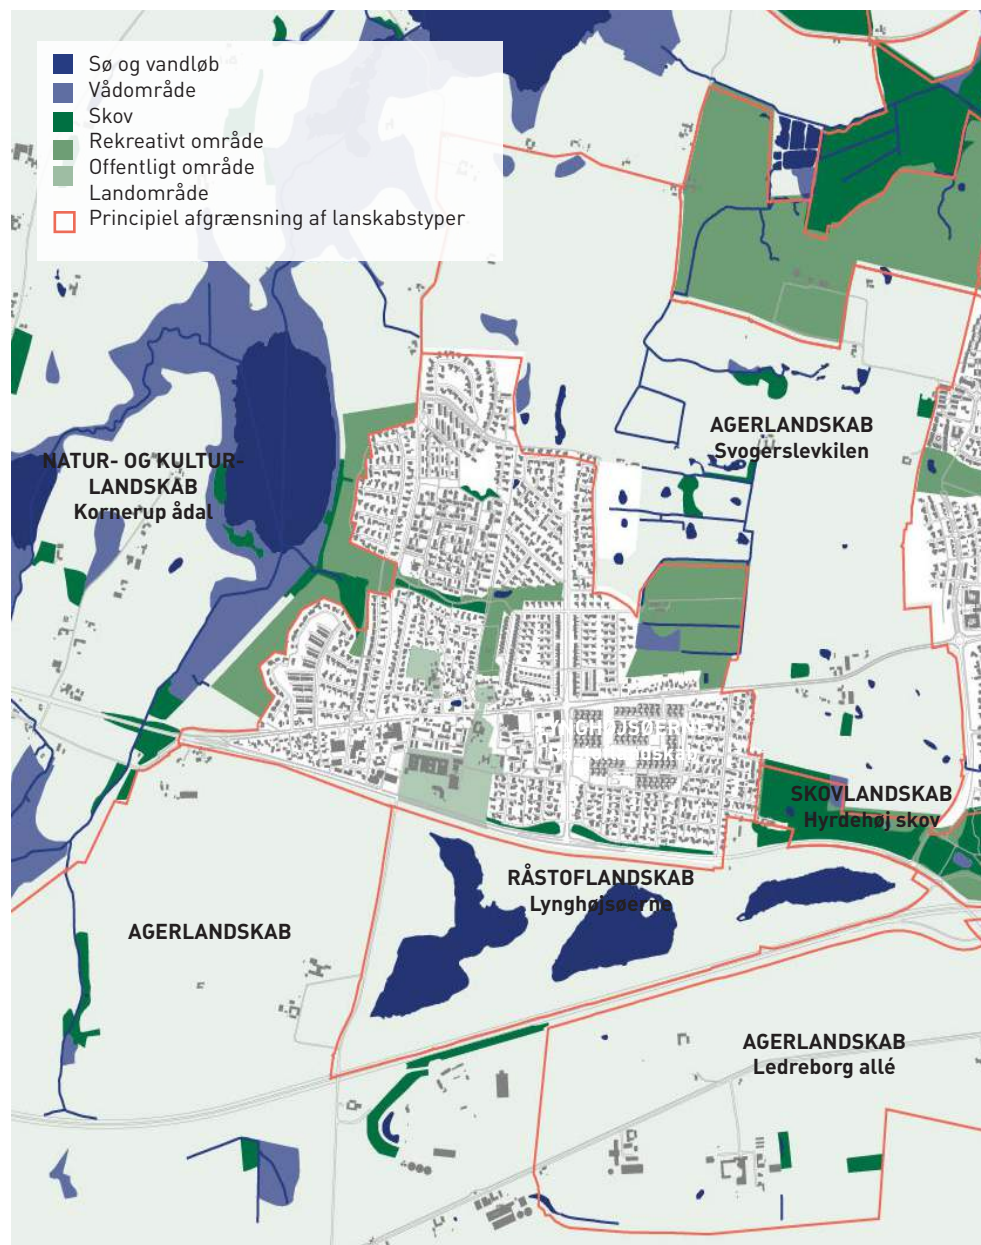 Sø og vandløb
Vådområde
Skov
Rekreativt område
Offentligt område
Landområde
Principiel afgrænsning af lanskabstyper
AGERLANDSKAB
Svogerslevkilen
NATUR- OG KULTUR-
LANDSKAB
Kornerup ådal
SKOVLANDSKAB
Hyrdehøj skov
RÅSTOFLANDSKAB
Lynghøjsøerne
AGERLANDSKAB
AGERLANDSKAB
Ledreborg allé